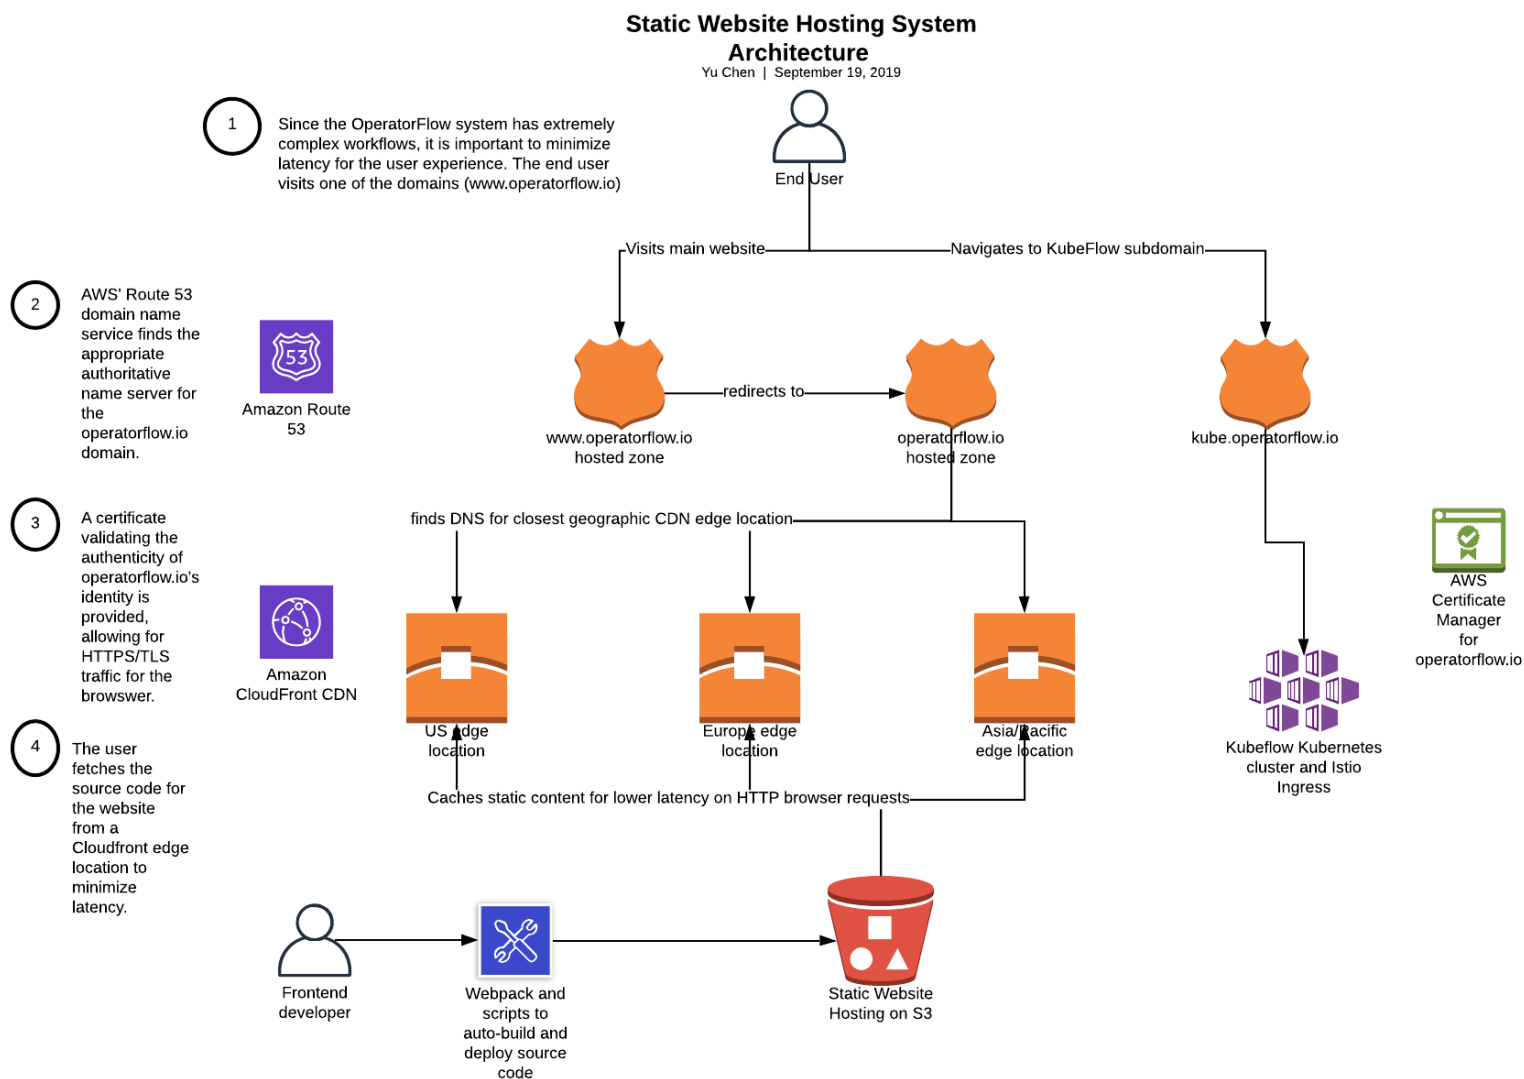 Static Website Hosting System
Architecture
Yu Chen | September 19, 2019
1
Since the OperatorFlow system has extremely
complex workflows, it is important to minimize
latency for the user experience. The end user
visits one of the domains (www.operatorflow.io)
End User
Visits main website
Navigates to KubeFlow subdomain
2
AWS' Route 53
domain name
service finds the
appropriate
authoritative
name server for
the
operatorflow.io
domain.
53
Amazon Route
53
redirects to
www.operatorflow.io
hosted zone
operatorflow.io
hosted zone
kube.operatorflow.io
3
A certificate
validating the
authenticity of
operatorflow.io's
identity is
provided,
allowing for
HTTPS/TLS
traffic for the
browswer.
finds DNS for closest geographic CDN edge location
Amazon
CloudFront CDN
AWS
Certificate
Manager
for
operatorflow.io
US edge
location
Europe edge
location
Asia/Pacific
edge location
Kubeflow Kubernetes
cluster and Istio
Ingress
4
The user
fetches the
source code for
the website
from a
Cloudfront edge
location to
minimize
latency.
Caches static content for lower latency on HTTP browser requests
Frontend
developer
Webpack and
scripts to
auto-build and
deploy source
code
Static Website
Hosting on S3